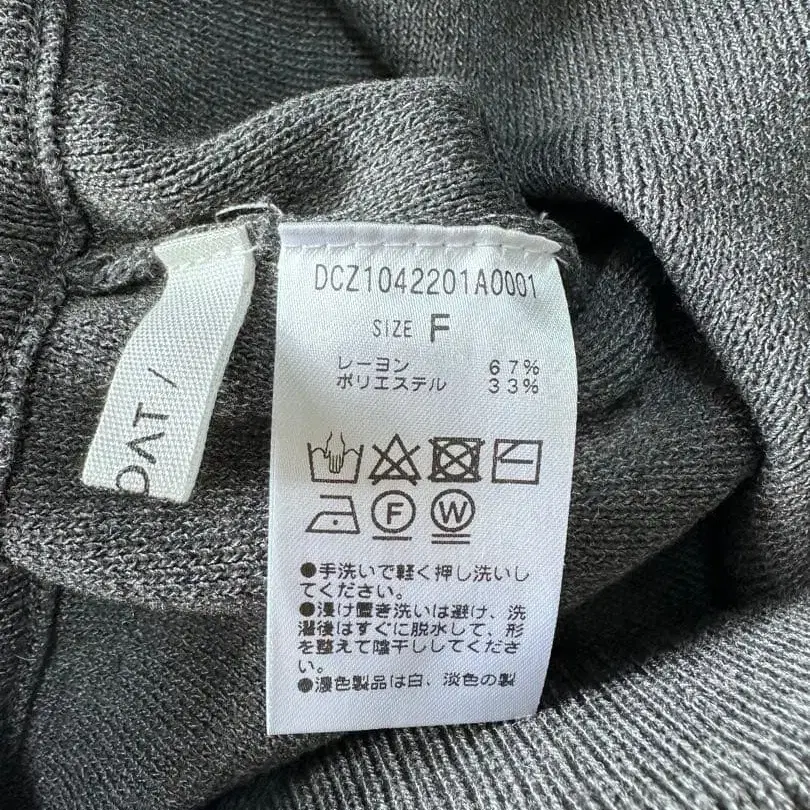 DCZ1042201A0001
SIZE F
レーヨン 67%
ポリエステル 33%
F W
●手洗いで軽く押し洗いし
てください。
●浸け置き洗いは避け、洗
濯後はすぐに脱水して、形
を整えて陰干ししてくださ
い。
●濃色製品は白、淡色の製
OAT /